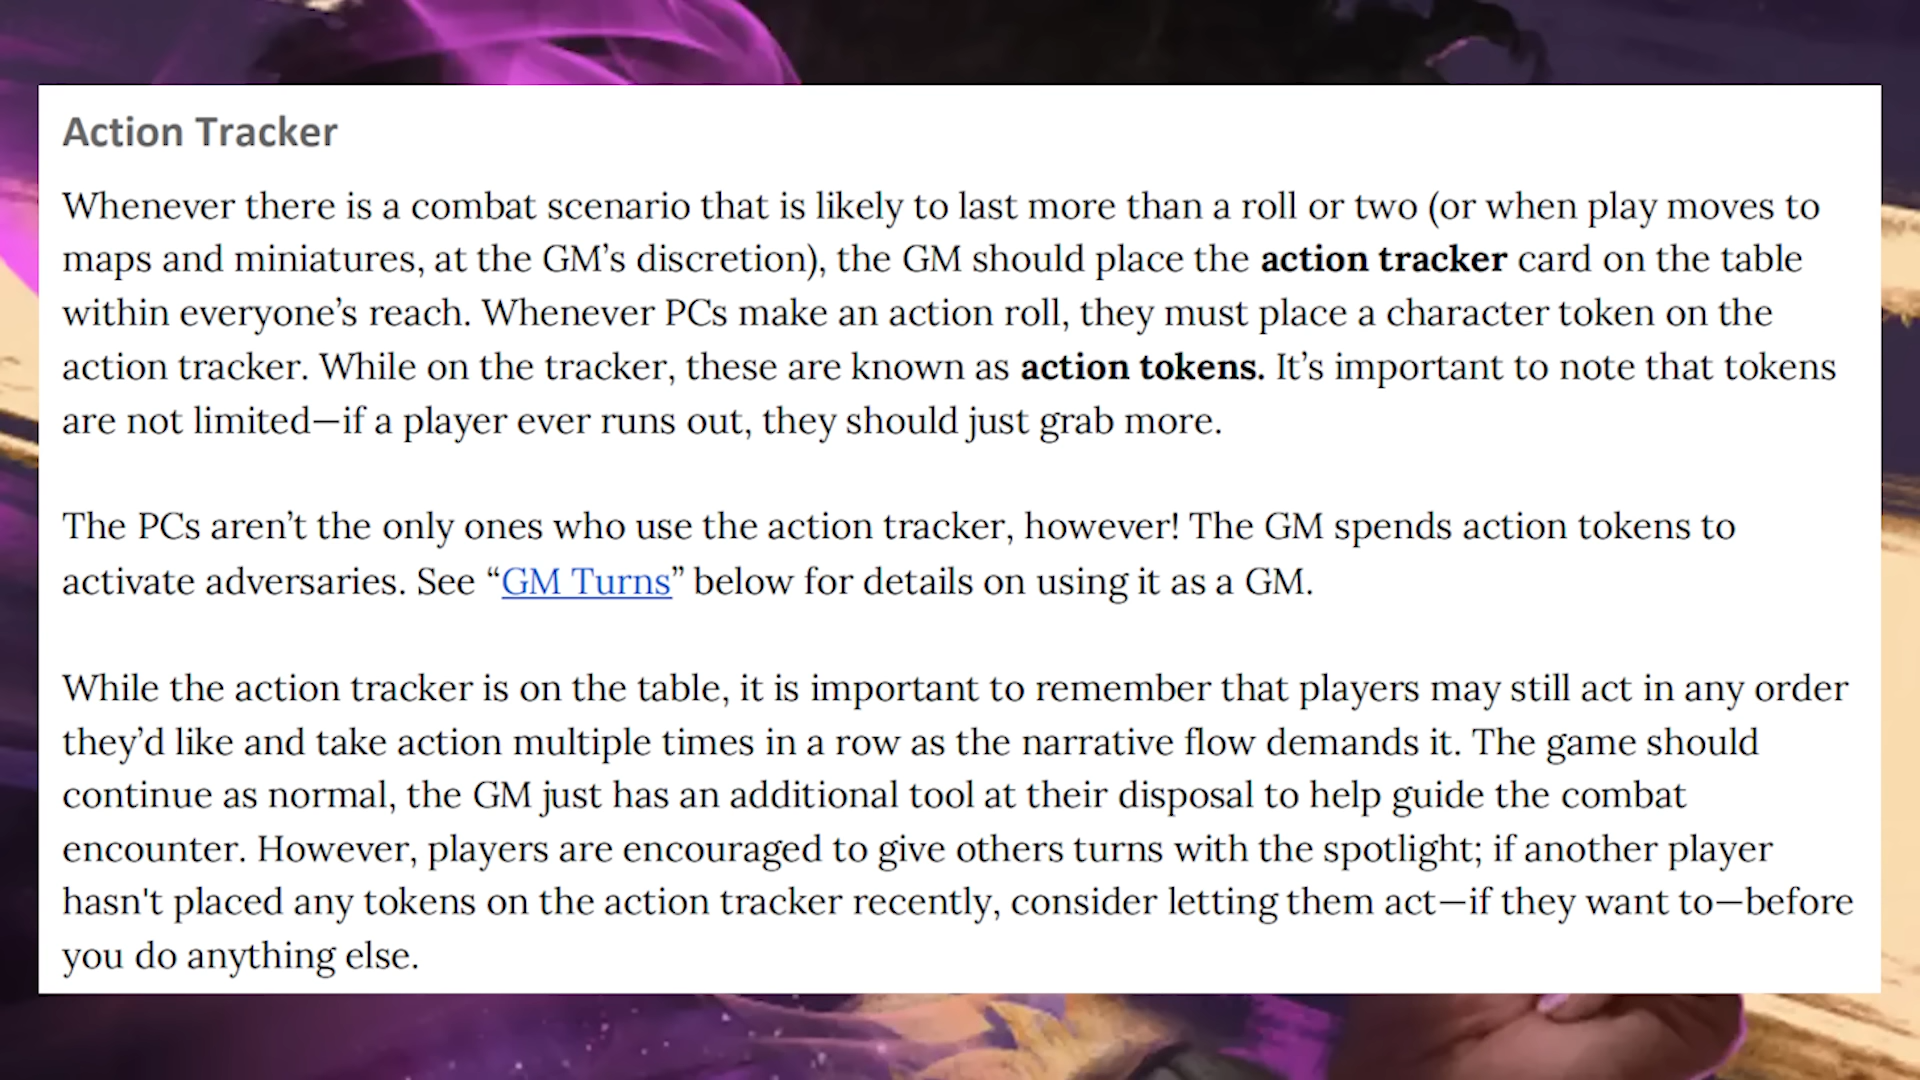 Action Tracker
Whenever there is a combat scenario that is likely to last more than a roll or two (or when play moves to
maps and miniatures, at the GM’s discretion), the GM should place the action tracker card on the table
within everyone’s reach. Whenever PCs make an action roll, they must place a character token on the
action tracker. While on the tracker, these are known as action tokens. It’s important to note that tokens
are not limited—if a player ever runs out, they should just grab more.
The PCs aren’t the only ones who use the action tracker, however! The GM spends action tokens to
activate adversaries. See “GM Turns” below for details on using it as a GM.
While the action tracker is on the table, it is important to remember that players may still act in any order
they’d like and take action multiple times in a row as the narrative flow demands it. The game should
continue as normal, the GM just has an additional tool at their disposal to help guide the combat
encounter. However, players are encouraged to give others turns with the spotlight; if another player
hasn't placed any tokens on the action tracker recently, consider letting them act—if they want to—before
you do anything else.